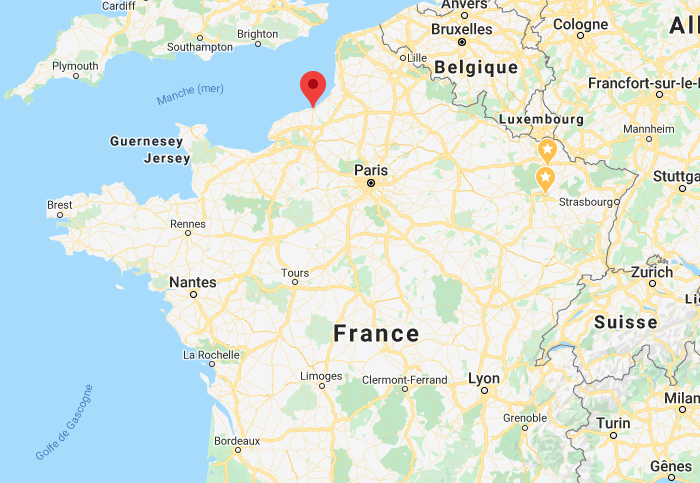 Cardiff
Southampton
Brighton
Plymouth
Manche (mer)
Anvers
Bruxelles
Lille
Belgique
Cologne
All
Francfort-sur-le-
Luxembourg
Mannheim
Guernesey
Jersey
Paris
Stuttga
Strasbourg
Brest
Rennes
Nantes
Tours
Zurich
Li
Suisse
France
La Rochelle
Limoges
Clermont-Ferrand
Lyon
Grenoble
Milan
Turin
Golfe de Gascogne
Bordeaux
Gênes